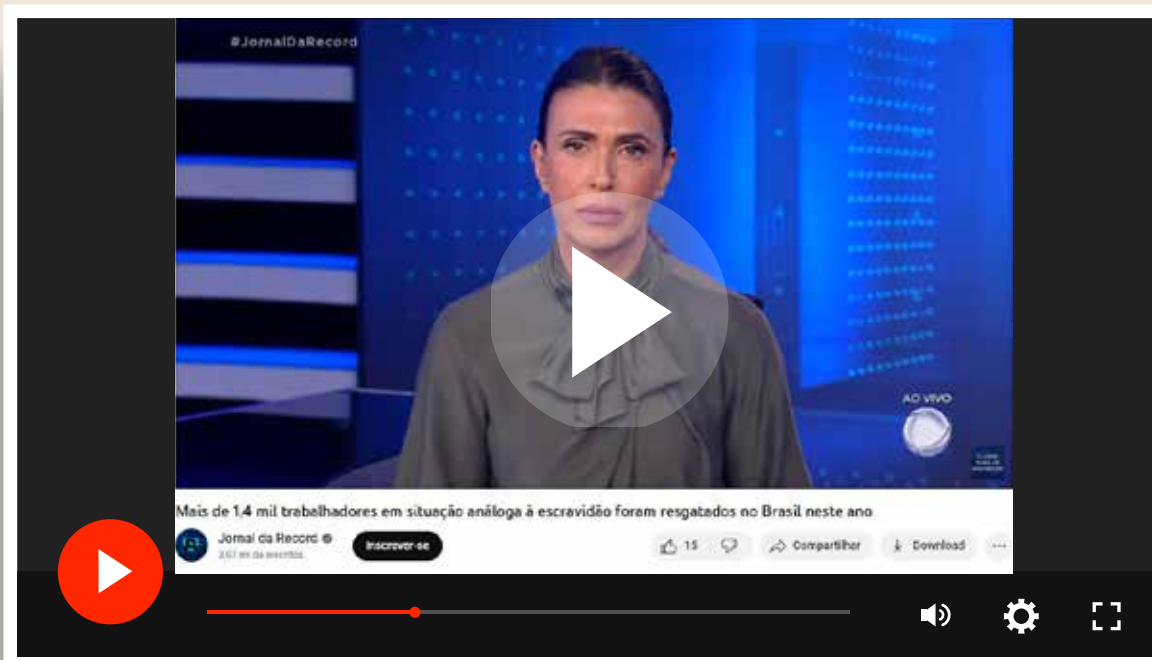 #JornalDaRecord
AO VIVO
Mais de 1,4 mil trabalhadores em situação análoga à escravidão foram resgatados no Brasil neste ano
Jornal da Record
inscritos
Inscrever-se
15
Compartilhar
Download